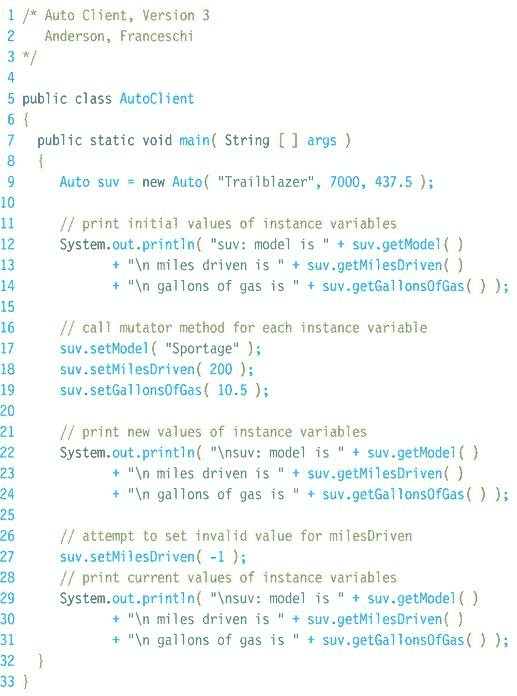 1 /* Auto Client, Version 3
2    Anderson, Franceschi
3 */
4
5 public class AutoClient
6 {
7   public static void main( String [ ] args )
8   {
9      Auto suv = new Auto( "Trailblazer", 7000, 437.5 );
10
11      // print initial values of instance variables
12      System.out.println( "suv: model is " + suv.getModel( )
13            + "\n miles driven is " + suv.getMilesDriven( )
14            + "\n gallons of gas is " + suv.getGallonsOfGas( ) );
15
16      // call mutator method for each instance variable
17      suv.setModel( "Sportage" );
18      suv.setMilesDriven( 200 );
19      suv.setGallonsOfGas( 10.5 );
20
21      // print new values of instance variables
22      System.out.println( "\nsuv: model is " + suv.getModel( )
23            + "\n miles driven is " + suv.getMilesDriven( )
24            + "\n gallons of gas is " + suv.getGallonsOfGas( ) );
25
26      // attempt to set invalid value for milesDriven
27      suv.setMilesDriven( -1 );
28      // print current values of instance variables
29      System.out.println( "\nsuv: model is " + suv.getModel( )
30            + "\n miles driven is " + suv.getMilesDriven( )
31            + "\n gallons of gas is " + suv.getGallonsOfGas( ) );
32   }
33 }